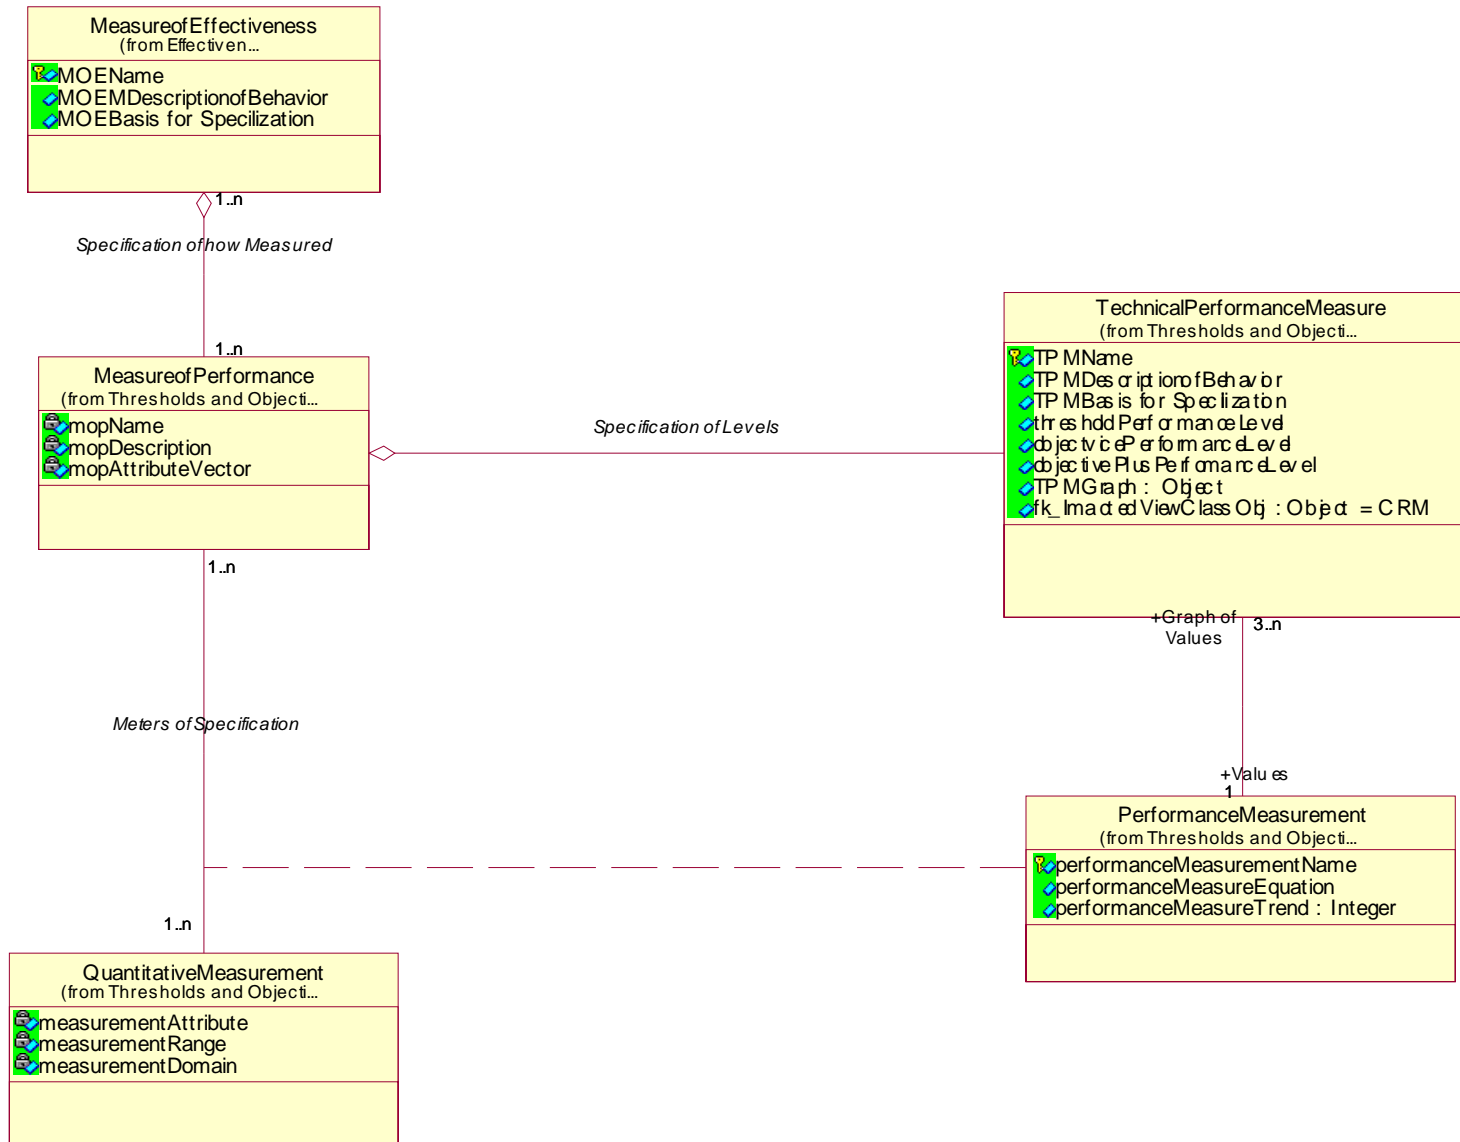 MeasureofEffectiveness
(from Effectiven...
MOEName
MOEMDescriptionofBehavior
MOEBasis for Specilization
1..n
Specification of how Measured
1..n
MeasureofPerformance
(from Thresholds and Objecti...
mopName
mopDescription
mopAttributeVector
1..n
Specification of Levels
TechnicalPerformanceMeasure
(from Thresholds and Objecti...
TPMName
TPMDescriptionofBehavior
TPMBasis for Specilization
thresholdPerformanceLevel
objectvicePerformanceLevel
objectivePlusPerfomanceLevel
TPMGraph : Object
fk_ImactedViewClassObj : Object = CRM
+Graph of
Values
3..n
Meters of Specification
+Values
1
PerformanceMeasurement
(from Thresholds and Objecti...
performanceMeasurementName
performanceMeasureEquation
performanceMeasureTrend : Integer
1..n
QuantitativeMeasurement
(from Thresholds and Objecti...
measurementAttribute
measurementRange
measurementDomain